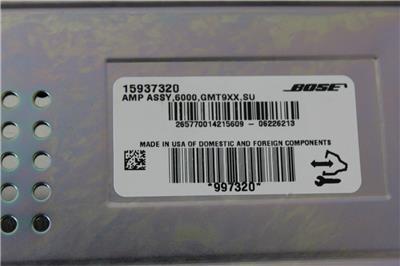 15937320
BOSE
AMP ASSY,6000,GMT9XX,SU
265770014215609 - 06226213
MADE IN USA OF DOMESTIC AND FOREIGN COMPONENTS
*997320*